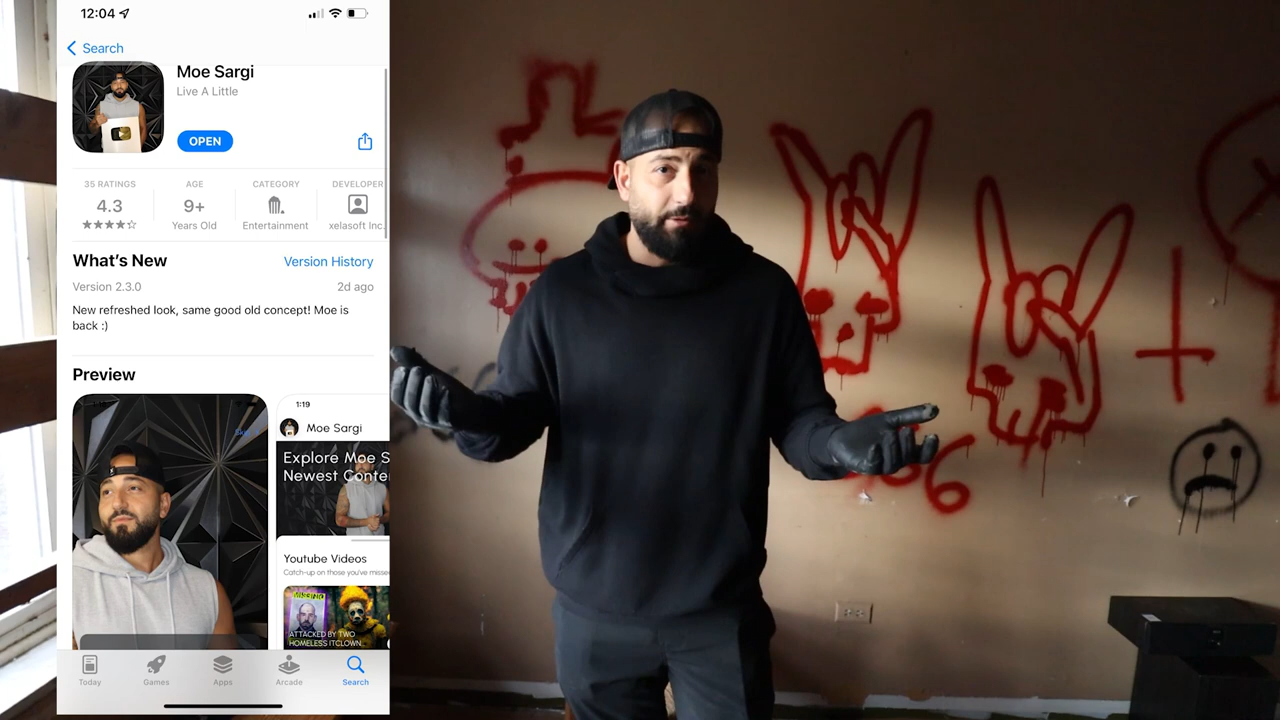 12:04
Search
Moe Sargi
Live A Little
OPEN
35 RATINGS
AGE
CATEGORY
DEVELOPER
4.3
9+
Years Old
Entertainment
xelasoft Inc.
What's New
Version History
Version 2.3.0
2d ago
New refreshed look, same good old concept! Moe is
back :)
Preview
1:19
Moe Sargi
Explore Moe S
Newest Conte
Youtube Videos
Catch-up on those you've misse
MISSING
ATTACKED BY TWO
HOMELESS ITCLOWN...
Today
Games
Apps
Arcade
Search